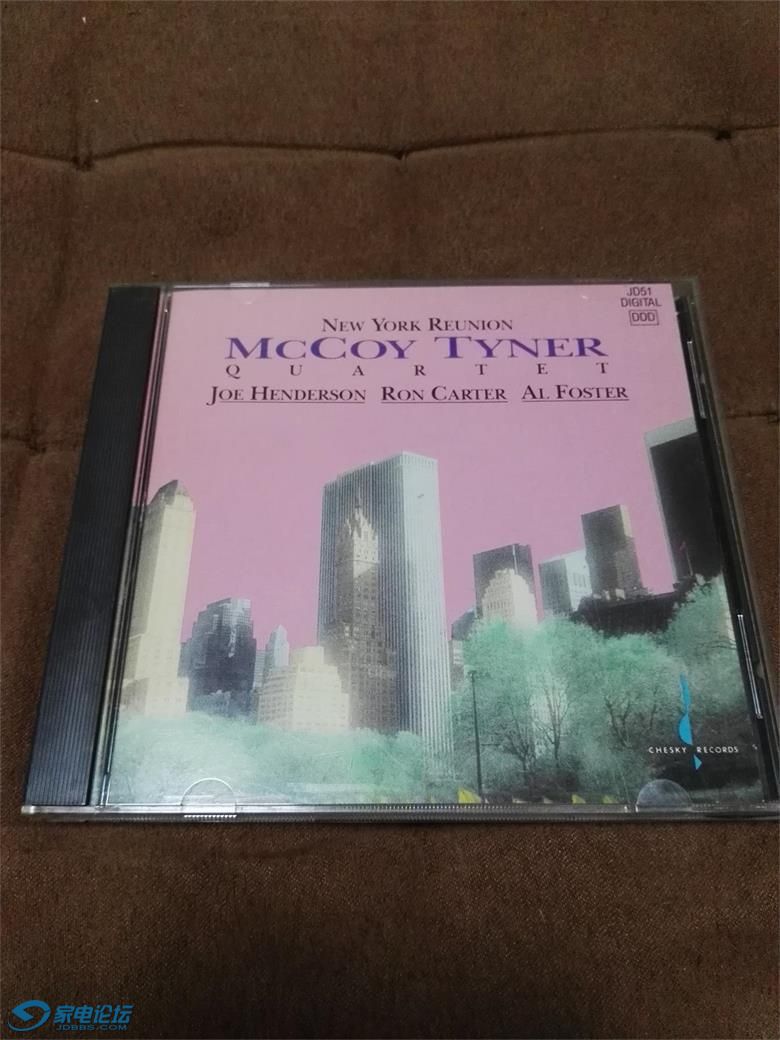 JD51
DIGITAL
DDD
NEW YORK REUNION
MCCOY TYNER
QUARTET
JOE HENDERSON RON CARTER AL FOSTER
CHESKY RECORDS
家电论坛
JDBBS.COM